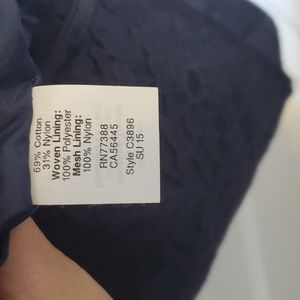 69% Cotton
31% Nylon
Woven Lining:
100% Polyester
Mesh Lining:
100% Nylon
RN77388
CA56445
Style C3896
SU 15